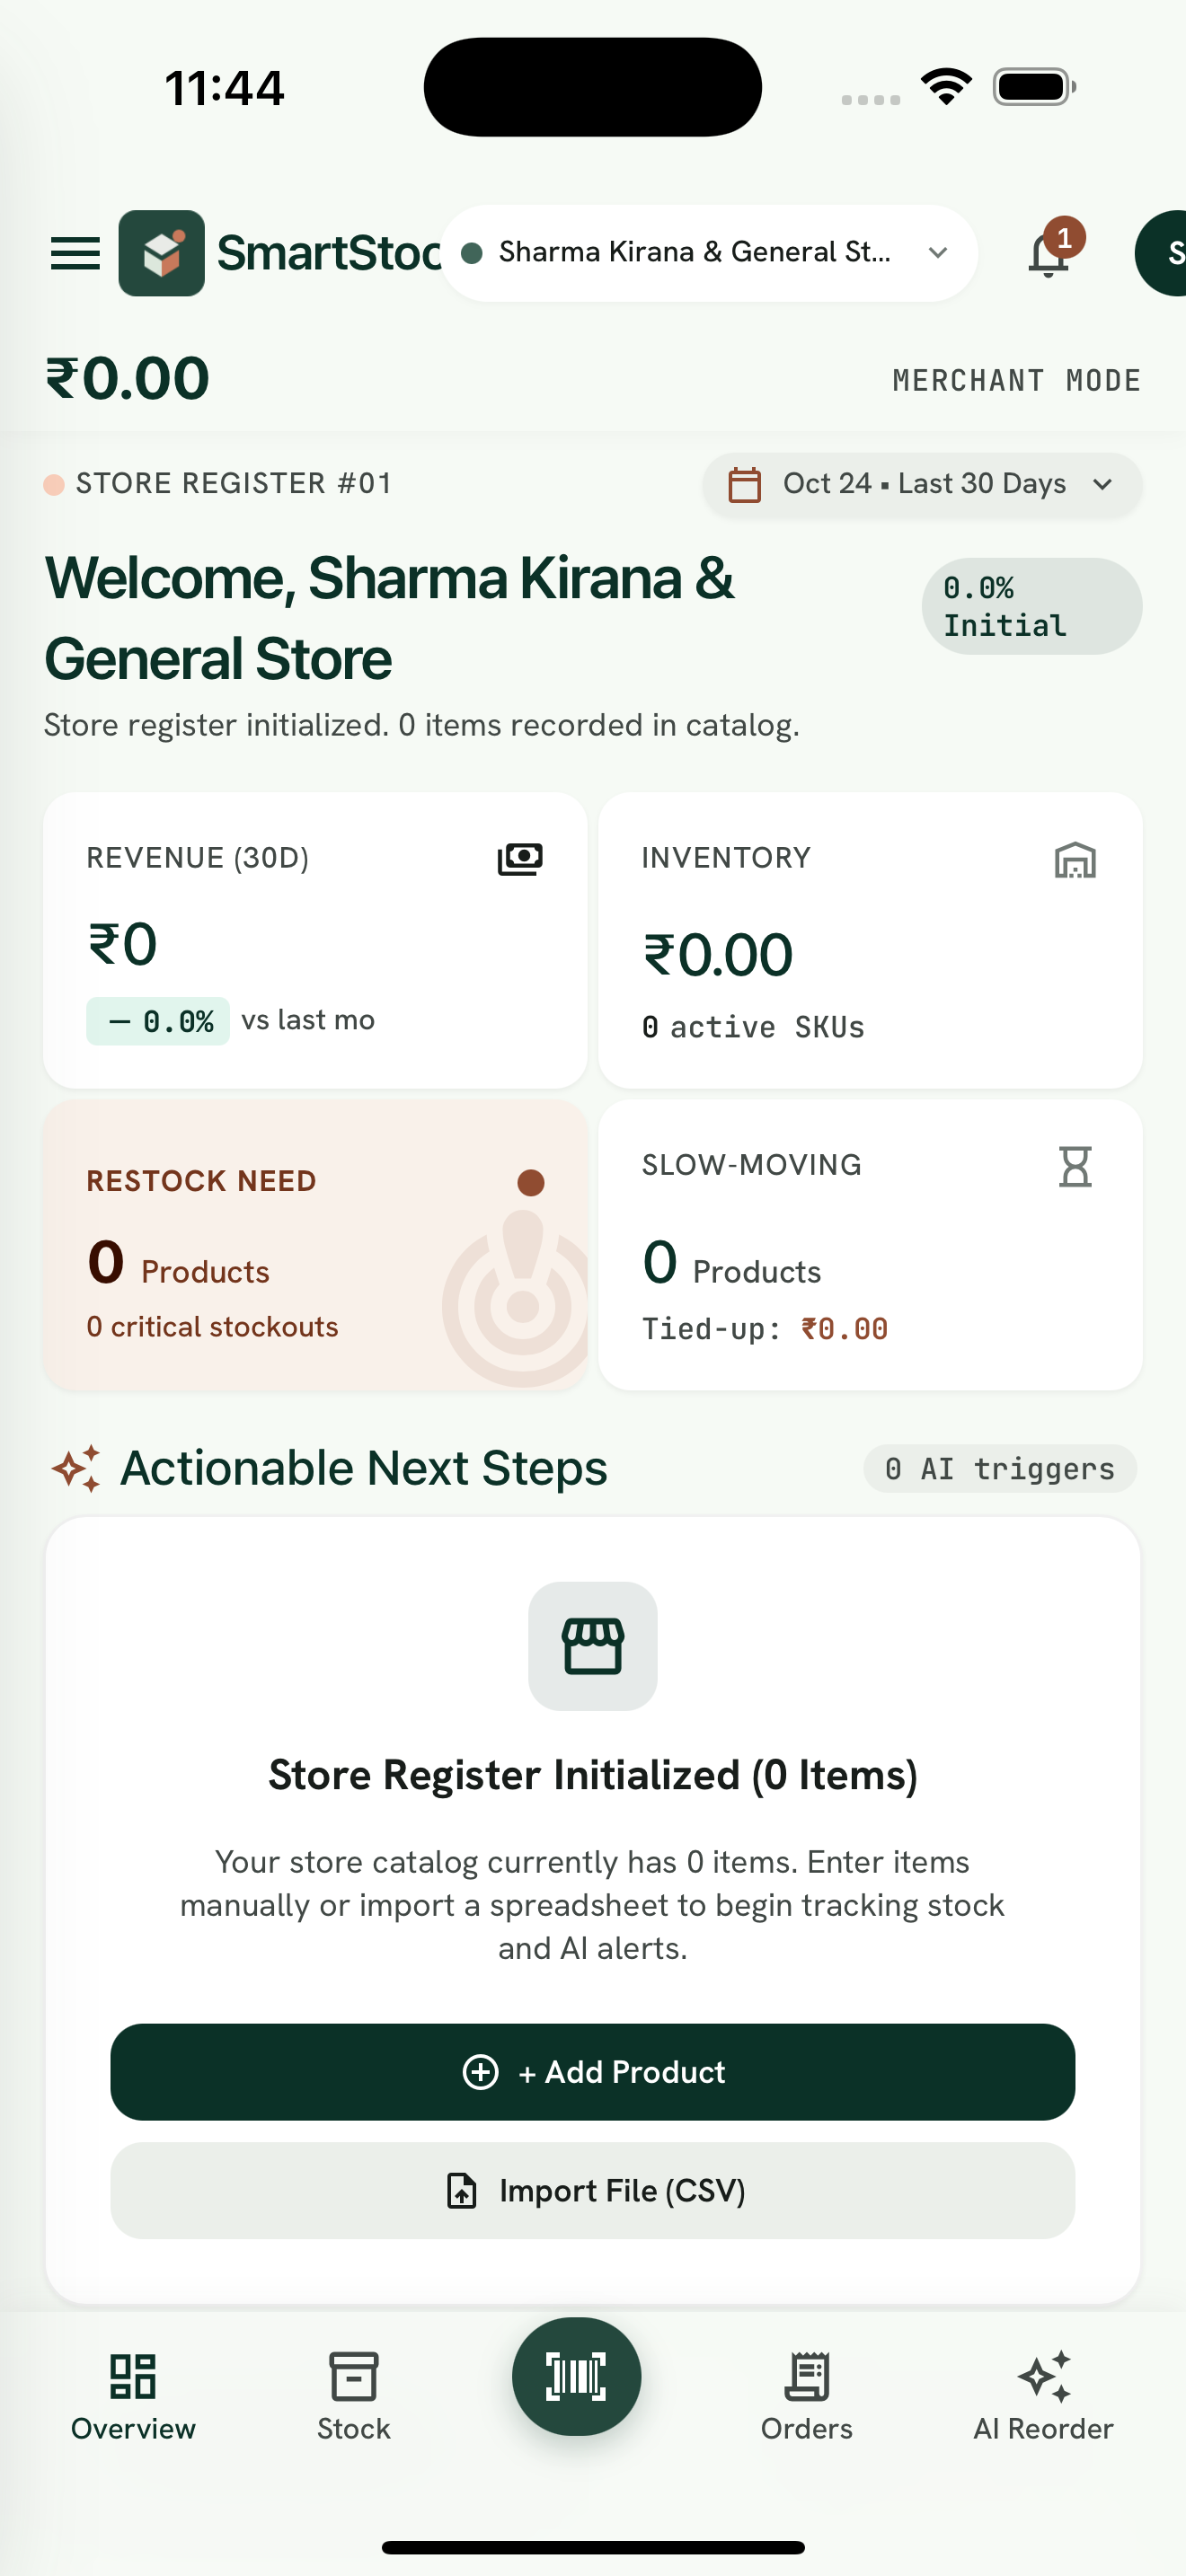 11:44
SmartStoc
Sharma Kirana & General St...
1
S
₹0.00
MERCHANT MODE
STORE REGISTER #01
Oct 24 ▪ Last 30 Days
Welcome, Sharma Kirana &
General Store
0.0%
Initial
Store register initialized. 0 items recorded in catalog.
REVENUE (30D)
₹0
— 0.0% vs last mo
INVENTORY
₹0.00
0 active SKUs
RESTOCK NEED
0 Products
0 critical stockouts
SLOW-MOVING
0 Products
Tied-up: ₹0.00
Actionable Next Steps
0 AI triggers
Store Register Initialized (0 Items)
Your store catalog currently has 0 items. Enter items
manually or import a spreadsheet to begin tracking stock
and AI alerts.
+ Add Product
Import File (CSV)
Overview
Stock
Orders
AI Reorder